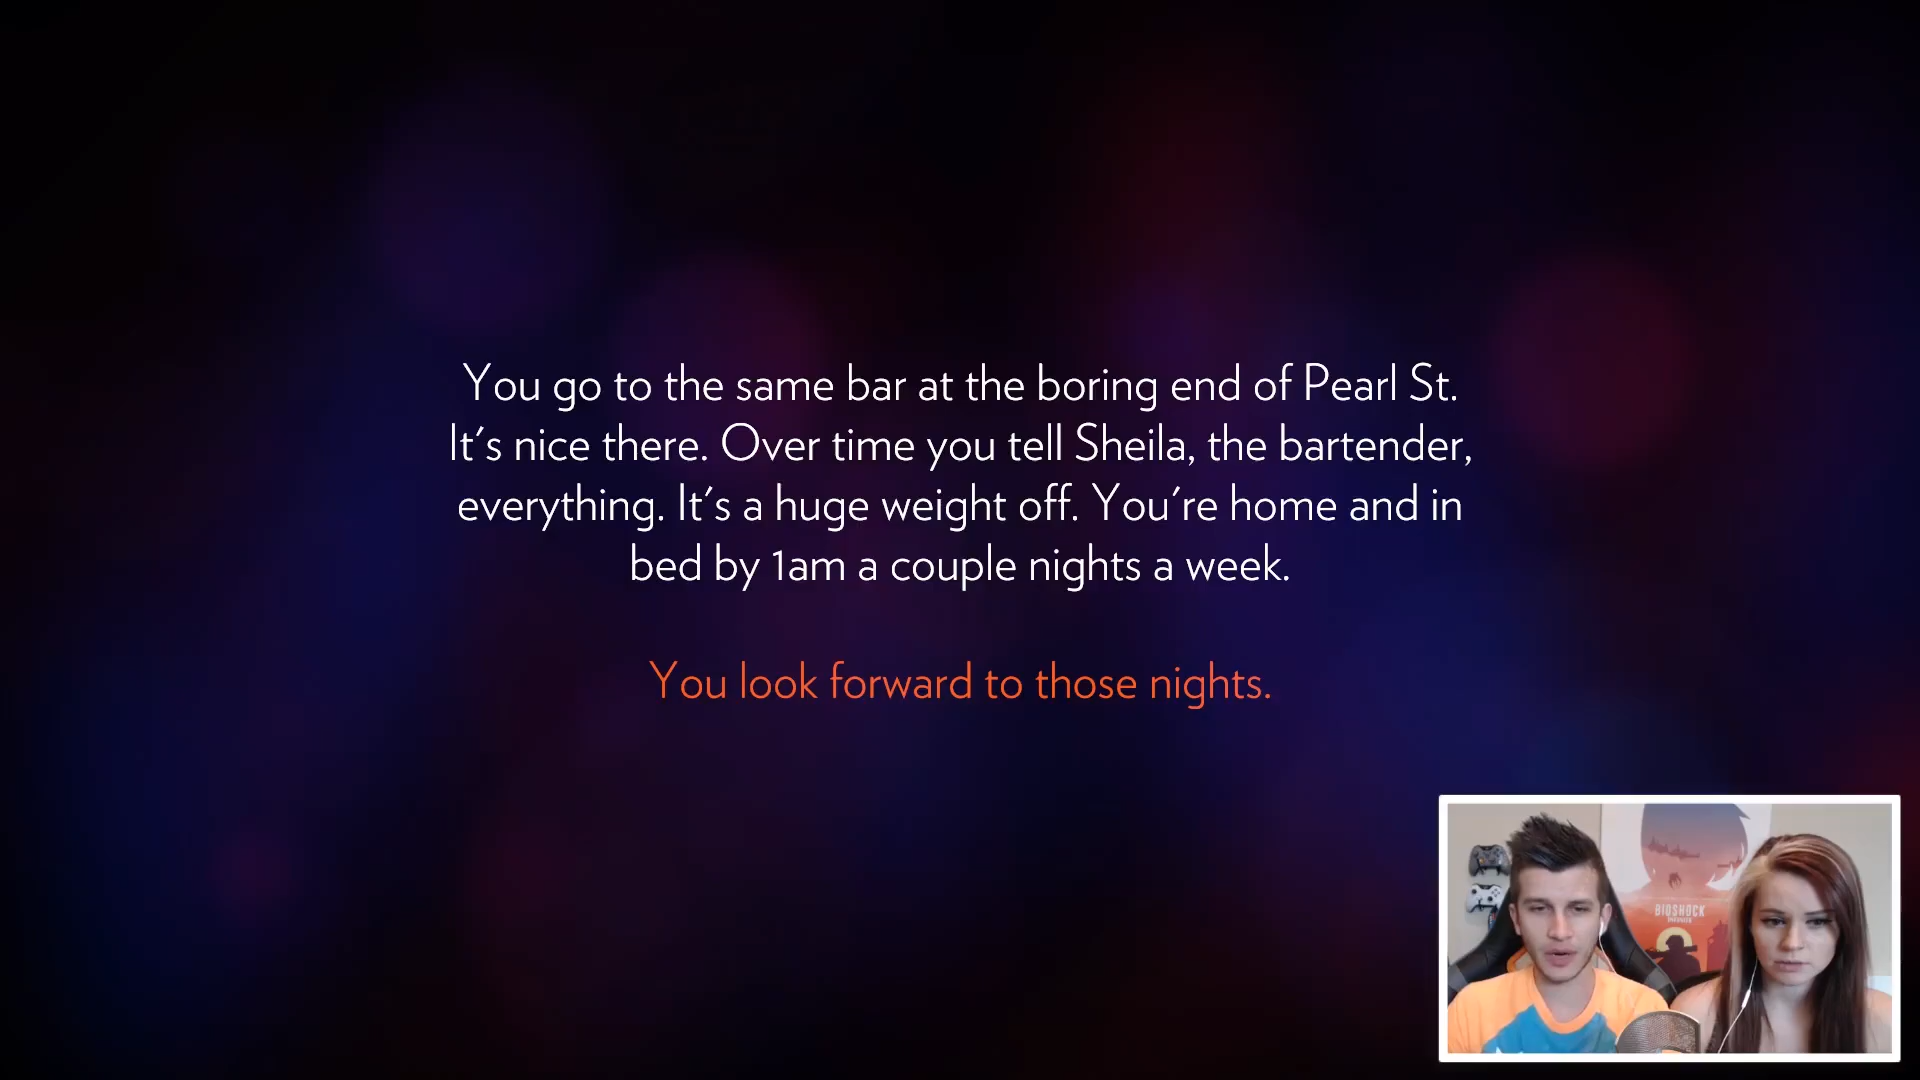 You go to the same bar at the boring end of Pearl St.
It's nice there. Over time you tell Sheila, the bartender,
everything. It's a huge weight off. You're home and in
bed by 1am a couple nights a week.
You look forward to those nights.
BIOSHOCK
INFINITE